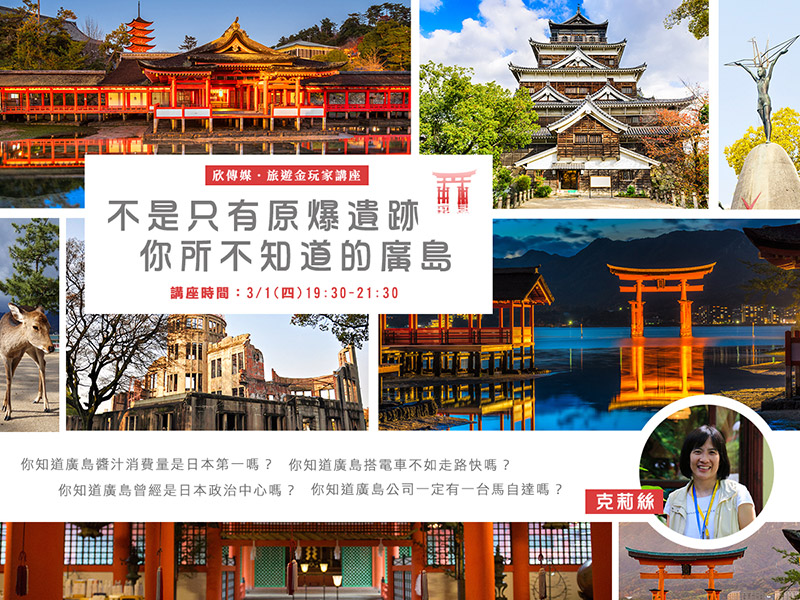 欣傳媒・旅遊金玩家講座
不是只有原爆遺跡
你所不知道的廣島
講座時間：3/1(四)19:30-21:30
你知道廣島醬汁消費量是日本第一嗎？ 你知道廣島搭電車不如走路快嗎？
你知道廣島曾經是日本政治中心嗎？ 你知道廣島公司一定有一台馬自達嗎？
克莉絲